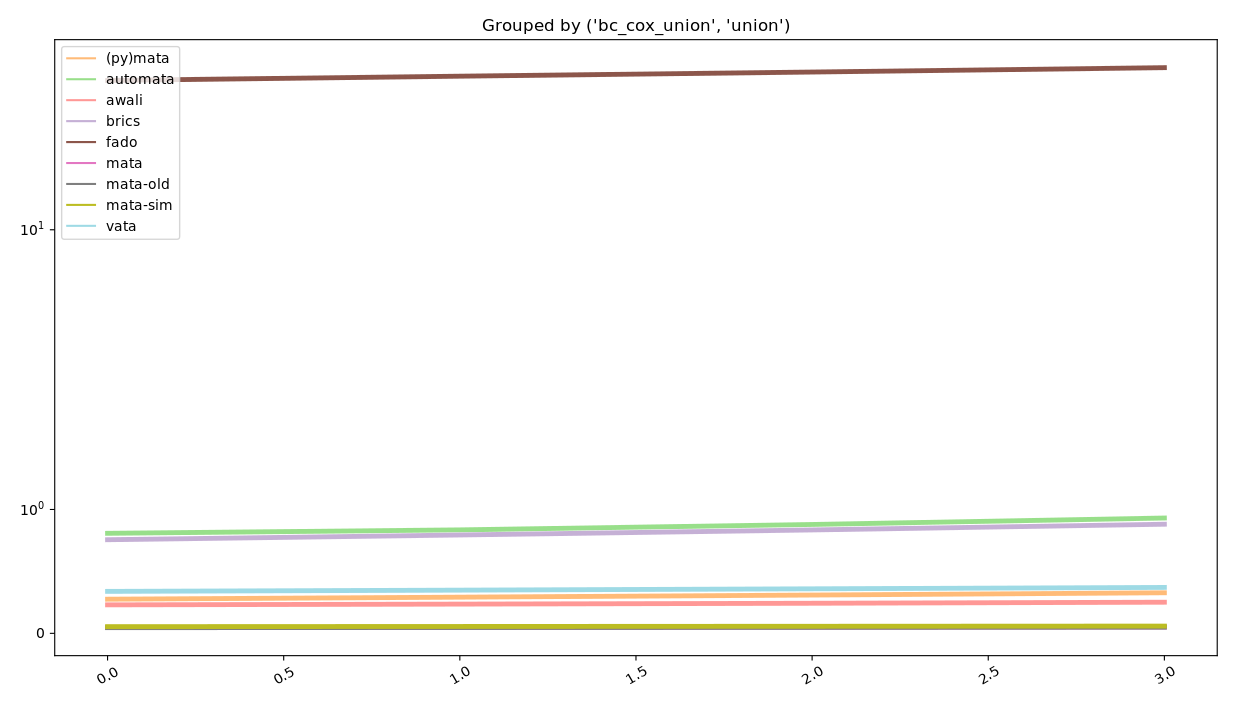 Grouped by ('bc_cox_union', 'union')
(py)mata
automata
awali
brics
fado
mata
mata-old
mata-sim
vata
10¹
10⁰
0
0.0 0.5 1.0 1.5 2.0 2.5 3.0